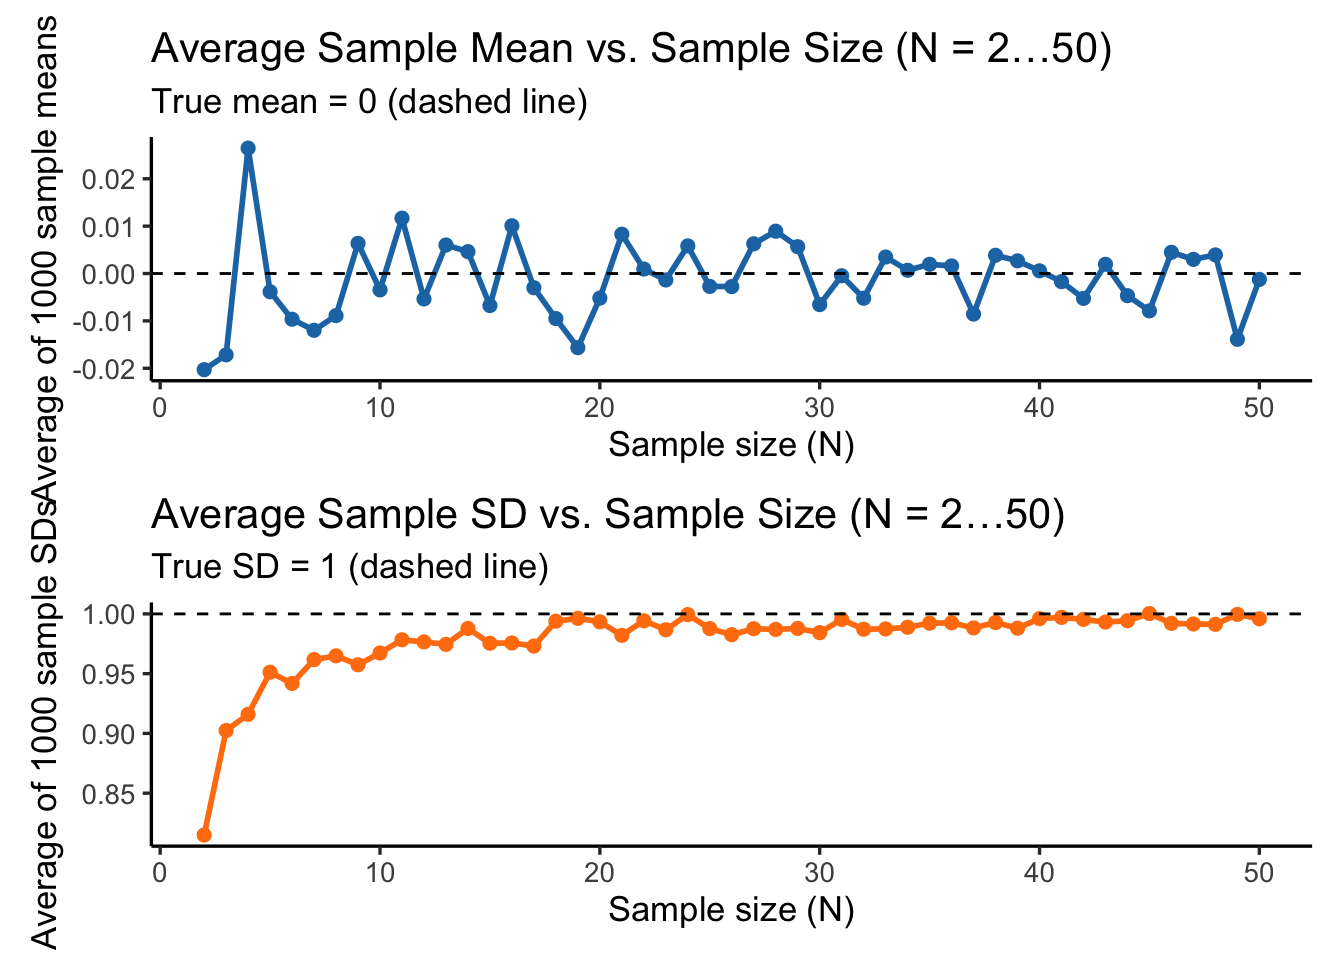 Average Sample Mean vs. Sample Size (N = 2…50)
True mean = 0 (dashed line)
Average of 1000 sample means
0.02
0.01
0.00
-0.01
-0.02
0 10 20 30 40 50
Sample size (N)
Average Sample SD vs. Sample Size (N = 2…50)
True SD = 1 (dashed line)
Average of 1000 sample SDs
1.00
0.95
0.90
0.85
0 10 20 30 40 50
Sample size (N)